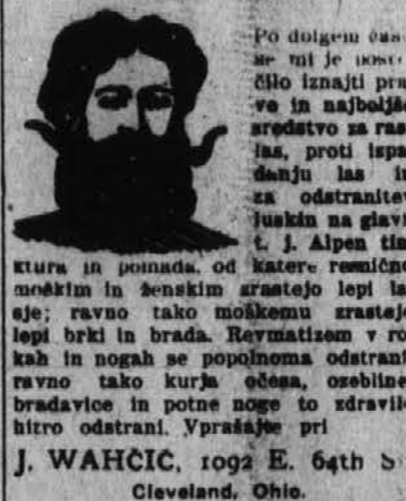 Po dolgem čas
se mi je posre
čilo iznajti pra
ve in najboljše
sredstvo za ras
las, proti ispa
danju las in
za odstranitev
luskin na glavi
t. j. Alpen tin
ktura in pomada, od katere resnično
moškim in ženskim zrastejo lepi la
sje; ravno tako moškemu zrastejo
lepi brki in brada. Revmatizem v ro
kah in nogah se popolnoma odstrani
ravno tako kurja očesa, ozebline
bradavice in potne noge to zdravilo
hitro odstrani. Vprašajte pri
J. WAHČIČ, 1092 E. 64th S
Cleveland, Ohio.